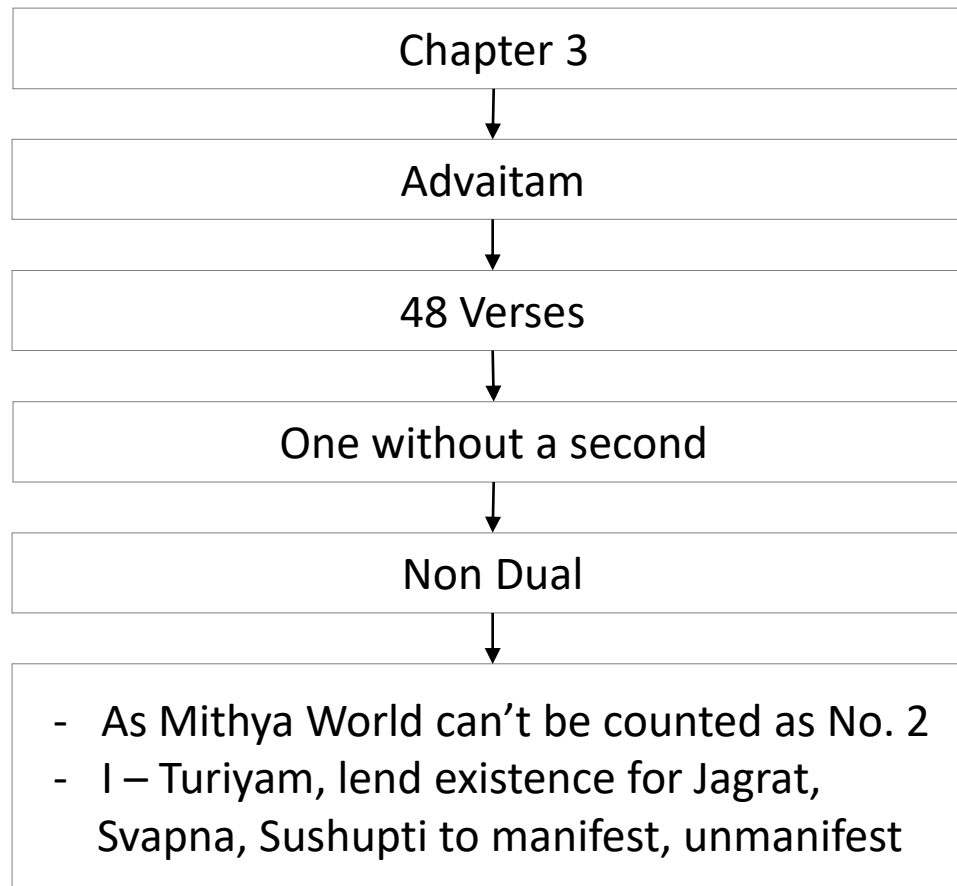 Chapter 3
Advaitam
48 Verses
One without a second
Non Dual
- As Mithya World can’t be counted as No. 2
- I – Turiyam, lend existence for Jagrat,
Svapna, Sushupti to manifest, unmanifest